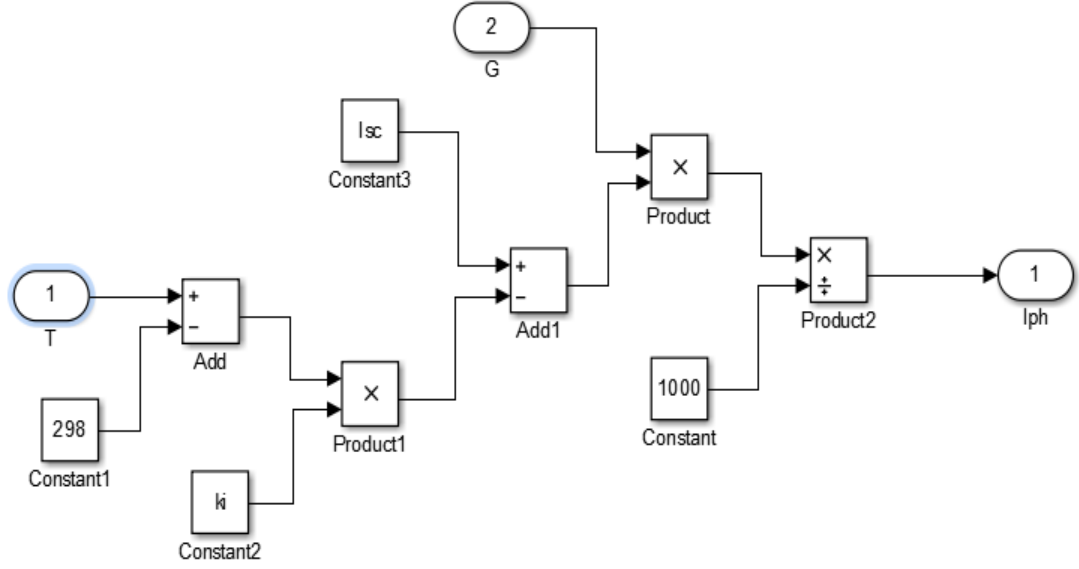 2
G
Isc
Constant3
×
Product
1
T
+
−
Add
+
−
Add1
×
÷
Product2
1
Iph
298
Constant1
×
Product1
1000
Constant
ki
Constant2